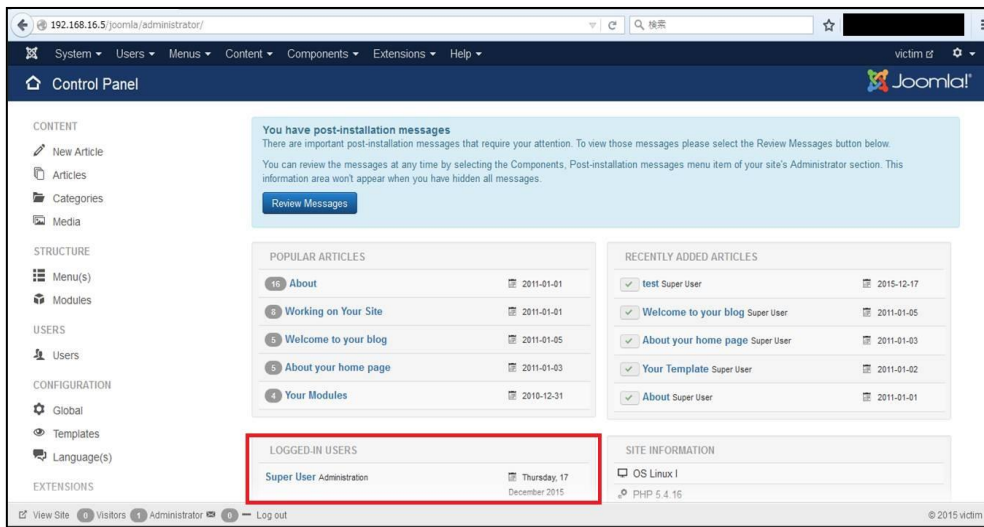 192.168.16.5/joomla/administrator/
検索
System Users Menus Content Components Extensions Help
victim
Control Panel
Joomla!
CONTENT
New Article
Articles
Categories
Media
STRUCTURE
Menu(s)
Modules
USERS
Users
CONFIGURATION
Global
Templates
Language(s)
EXTENSIONS
You have post-installation messages
There are important post-installation messages that require your attention. To view those messages please select the Review Messages button below.
You can review the messages at any time by selecting the Components, Post-installation messages menu item of your site's Administrator section. This
information area won't appear when you have hidden all messages.
Review Messages
POPULAR ARTICLES
16 About 2011-01-01
8 Working on Your Site 2011-01-01
5 Welcome to your blog 2011-01-05
5 About your home page 2011-01-03
4 Your Modules 2010-12-31
RECENTLY ADDED ARTICLES
test Super User 2015-12-17
Welcome to your blog Super User 2011-01-05
About your home page Super User 2011-01-03
Your Template Super User 2011-01-02
About Super User 2011-01-01
LOGGED-IN USERS
Super User Administration Thursday, 17
December 2015
SITE INFORMATION
OS Linux l
PHP 5.4.16
View Site 0 Visitors 1 Administrator 0 Log out
© 2015 victim